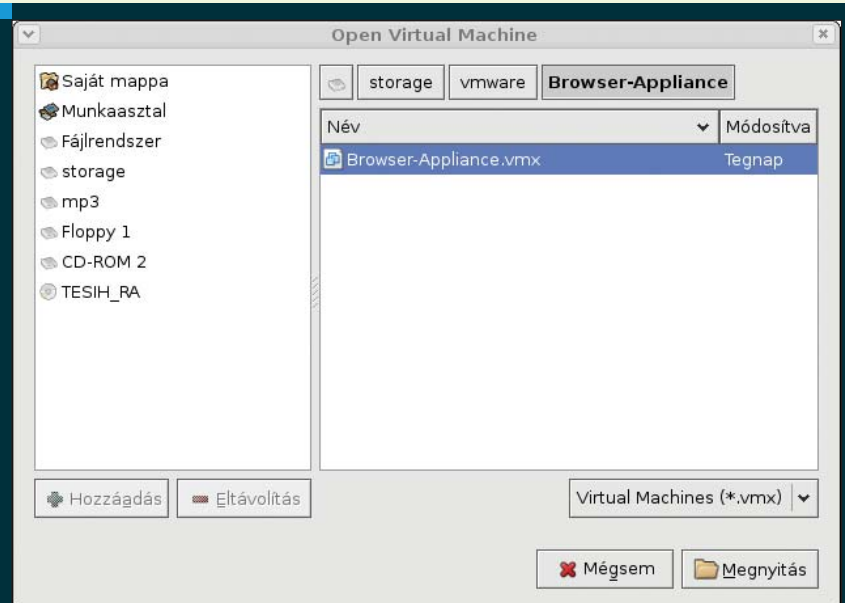 Open Virtual Machine
Saját mappa
Munkaasztal
Fájlrendszer
storage
mp3
Floppy 1
CD-ROM 2
TESIH_RA
storage vmware Browser-Appliance
Név Módosítva
Browser-Appliance.vmx Tegnap
Hozzáadás Eltávolítás
Virtual Machines (*.vmx)
Mégsem Megnyitás